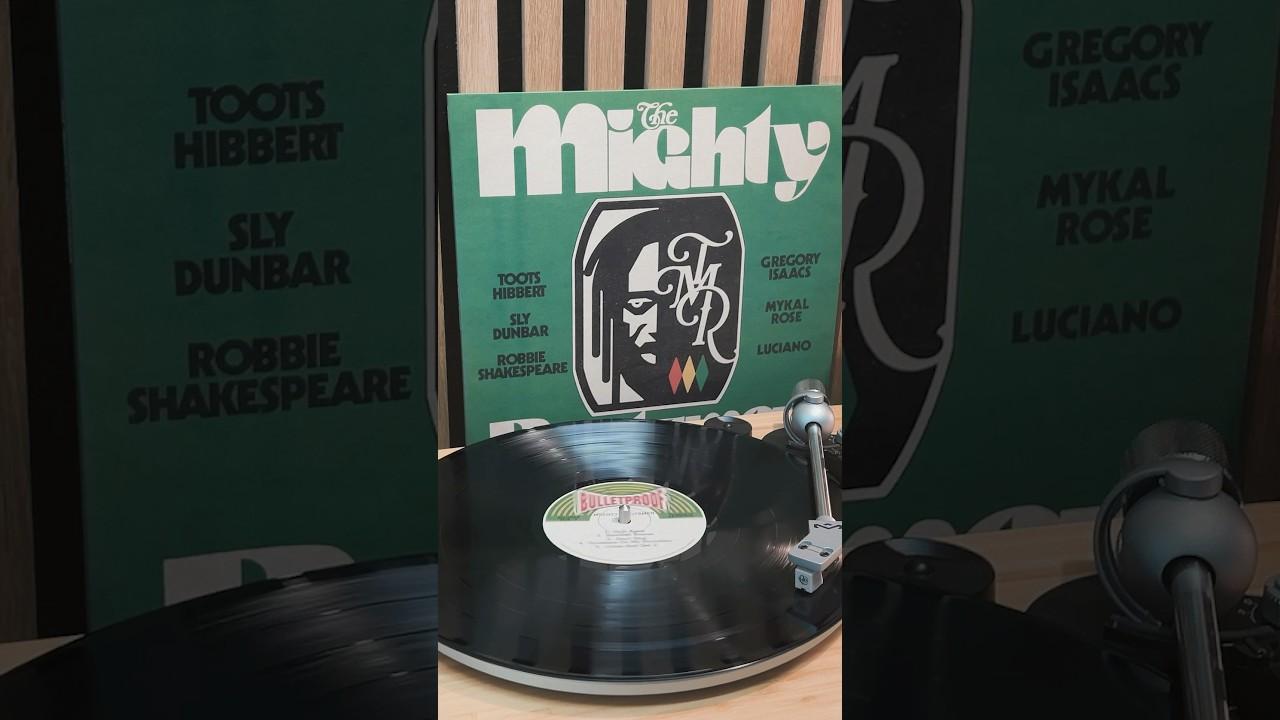 The
Mighty
TOOTS
HIBBERT
SLY
DUNBAR
ROBBIE
SHAKESPEARE
TMR
GREGORY
ISAACS
MYKAL
ROSE
LUCIANO
BULLETPROOF
TOOTS
HIBBERT
SLY
DUNBAR
ROBBIE
SHAKESPEARE
GREGORY
ISAACS
MYKAL
ROSE
LUCIANO